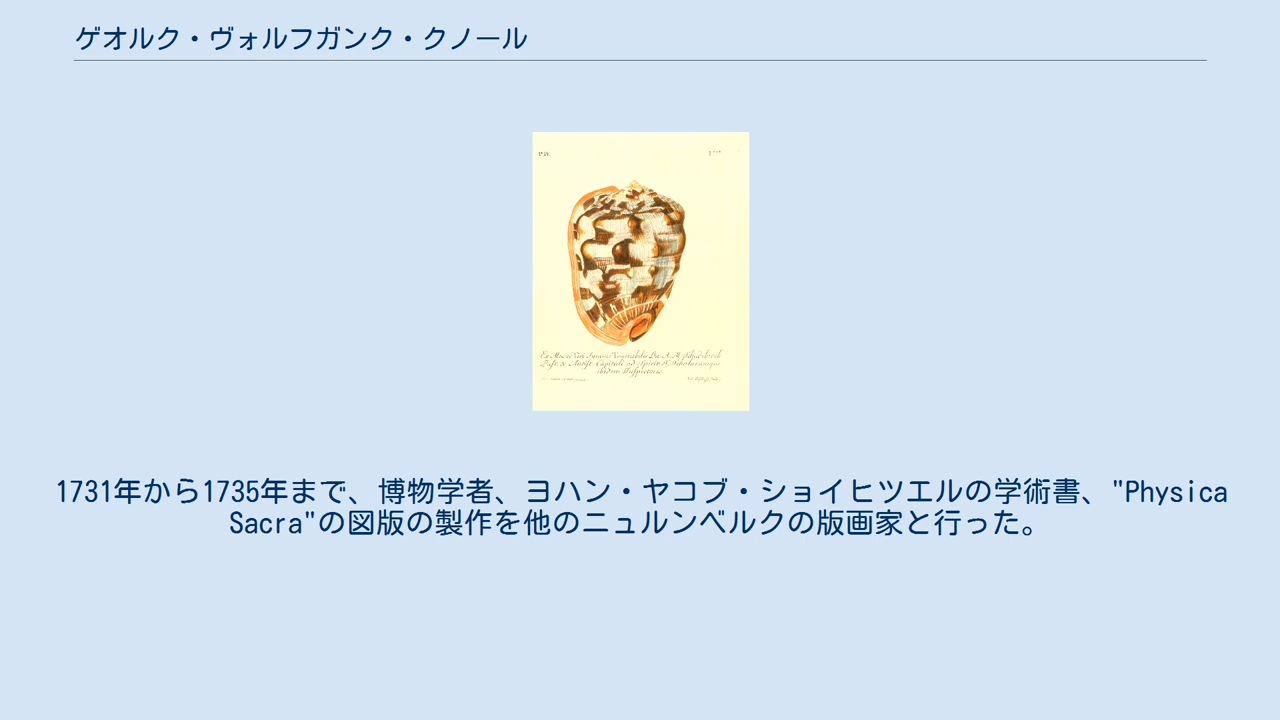 ゲオルク・ヴォルフガンク・クノール
1731年から1735年まで、博物学者、ヨハン・ヤコブ・ショイヒツエルの学術書、"Physica
Sacra"の図版の製作を他のニュルンベルクの版画家と行った。